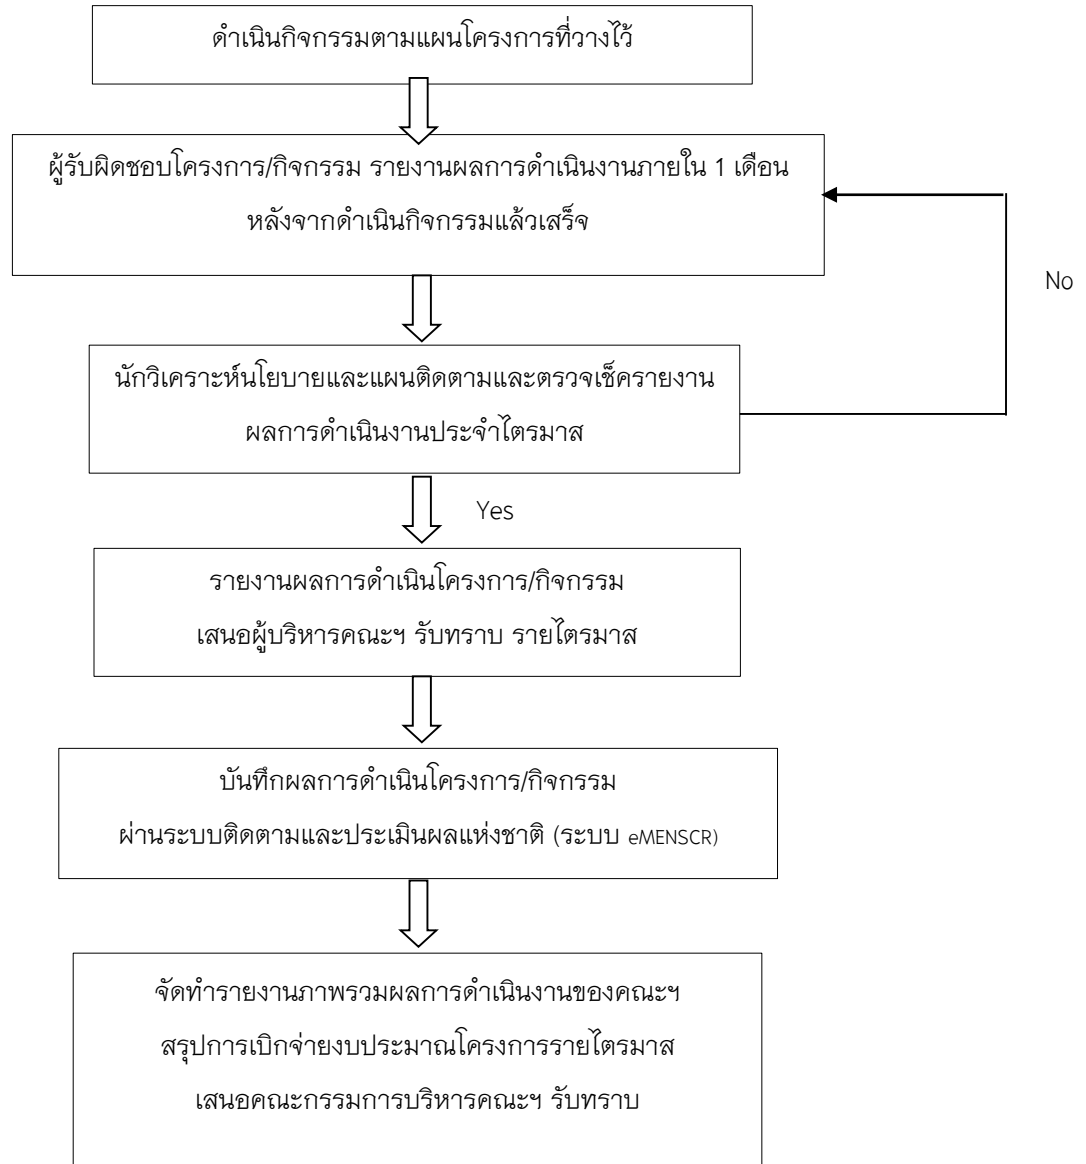 ดำเนินกิจกรรมตามแผนโครงการที่วางไว้
ผู้รับผิดชอบโครงการ/กิจกรรม รายงานผลการดำเนินงานภายใน 1 เดือน
หลังจากดำเนินกิจกรรมแล้วเสร็จ
No
นักวิเคราะห์นโยบายและแผนติดตามและตรวจเช็ครายงาน
ผลการดำเนินงานประจำไตรมาส
Yes
รายงานผลการดำเนินโครงการ/กิจกรรม
เสนอผู้บริหารคณะฯ รับทราบ รายไตรมาส
บันทึกผลการดำเนินโครงการ/กิจกรรม
ผ่านระบบติดตามและประเมินผลแห่งชาติ (ระบบ eMENSCR)
จัดทำรายงานภาพรวมผลการดำเนินงานของคณะฯ
สรุปการเบิกจ่ายงบประมาณโครงการรายไตรมาส
เสนอคณะกรรมการบริหารคณะฯ รับทราบ